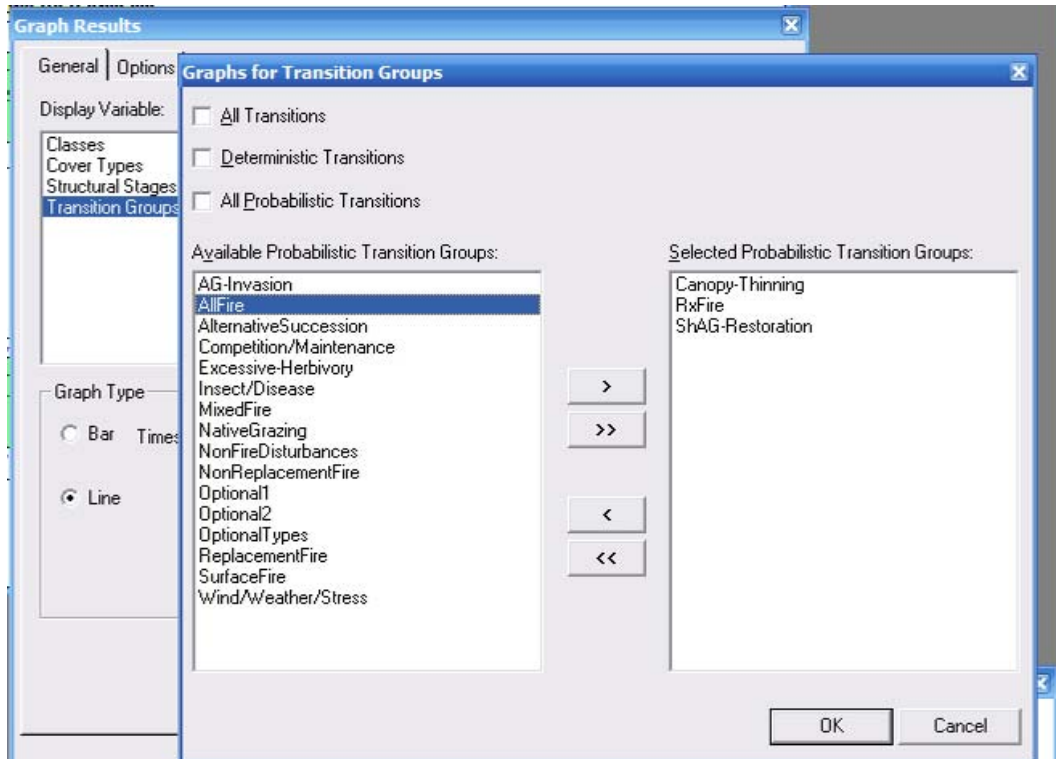 Graph Results
General
Options
Display Variable:
Classes
Cover Types
Structural Stages
Transition Groups
Graph Type
Bar
Times
Line
Graphs for Transition Groups
All Transitions
Deterministic Transitions
All Probabilistic Transitions
Available Probabilistic Transition Groups:
AG-Invasion
AllFire
AlternativeSuccession
Competition/Maintenance
Excessive-Herbivory
Insect/Disease
MixedFire
NativeGrazing
NonFireDisturbances
NonReplacementFire
Optional1
Optional2
OptionalTypes
ReplacementFire
SurfaceFire
Wind/Weather/Stress
>
>>
<
<<
Selected Probabilistic Transition Groups:
Canopy-Thinning
RxFire
ShAG-Restoration
OK
Cancel